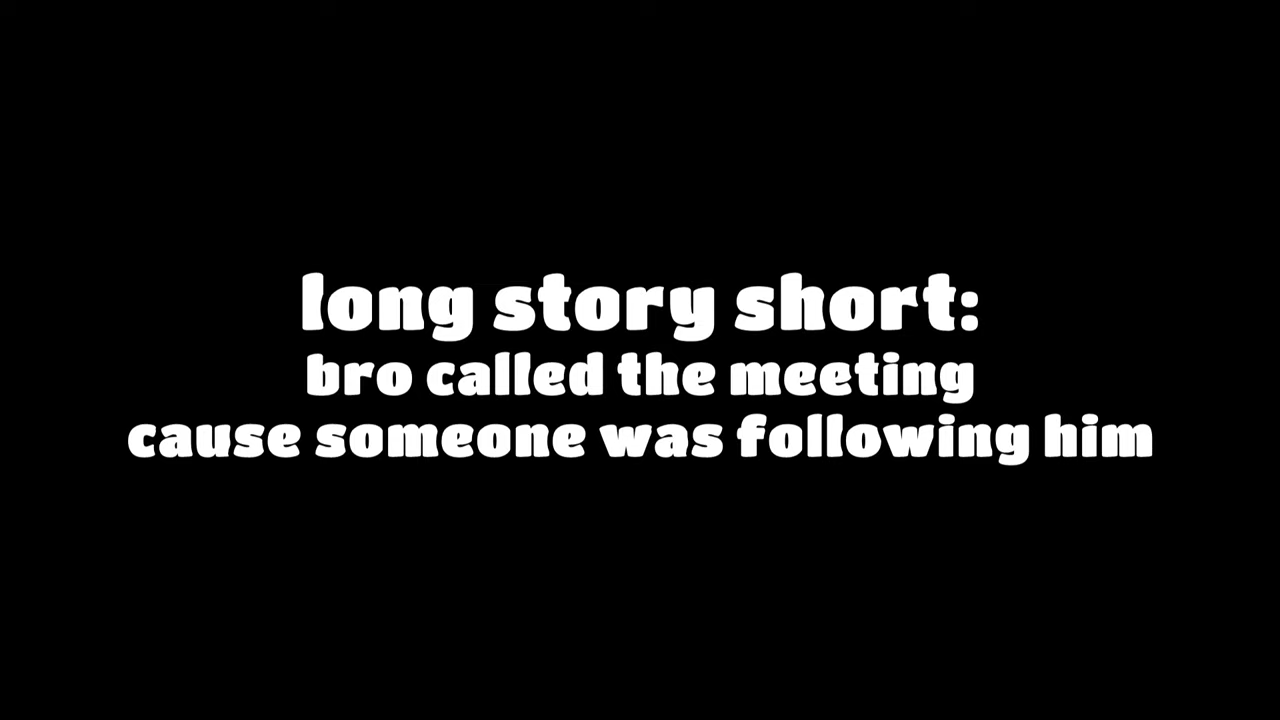 long story short:
bro called the meeting
cause someone was following him